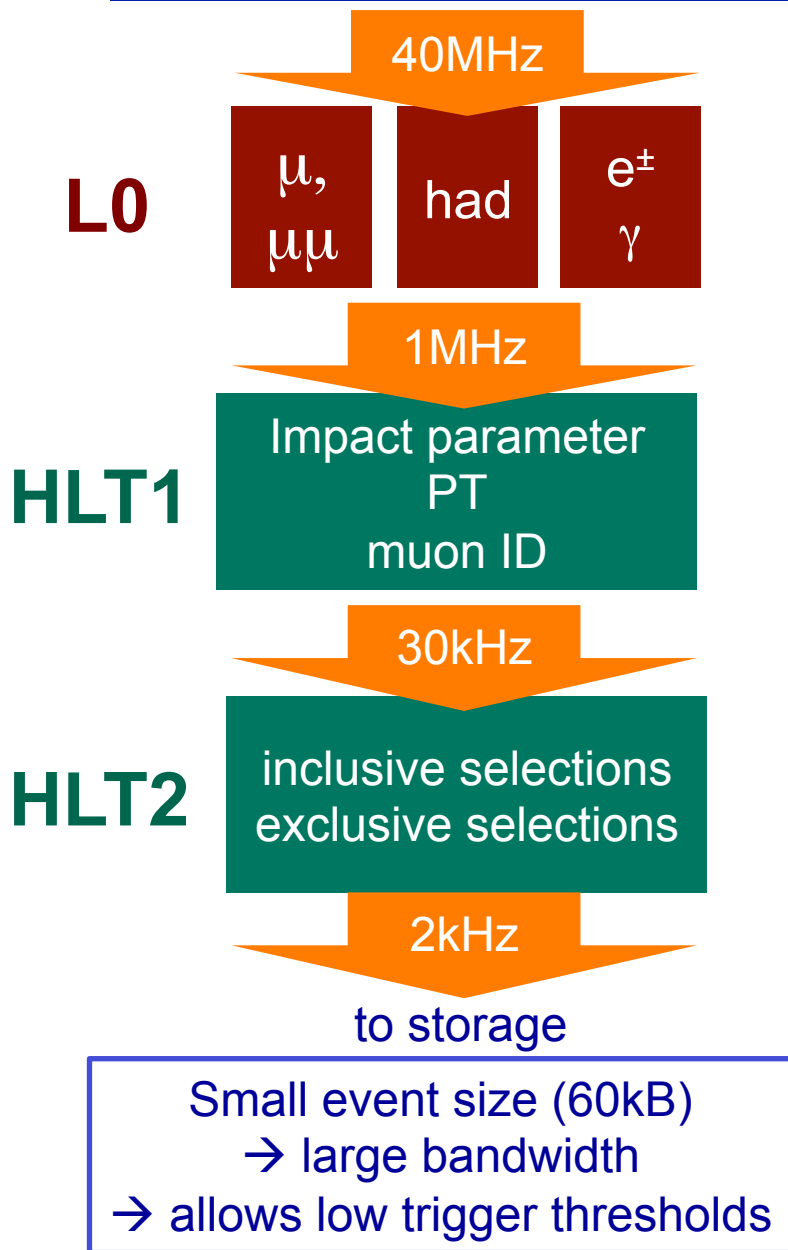 40MHz
L0
μ,
μμ
had
e±
γ
1MHz
HLT1
Impact parameter
PT
muon ID
30kHz
HLT2
inclusive selections
exclusive selections
2kHz
to storage
Small event size (60kB)
→ large bandwidth
→ allows low trigger thresholds